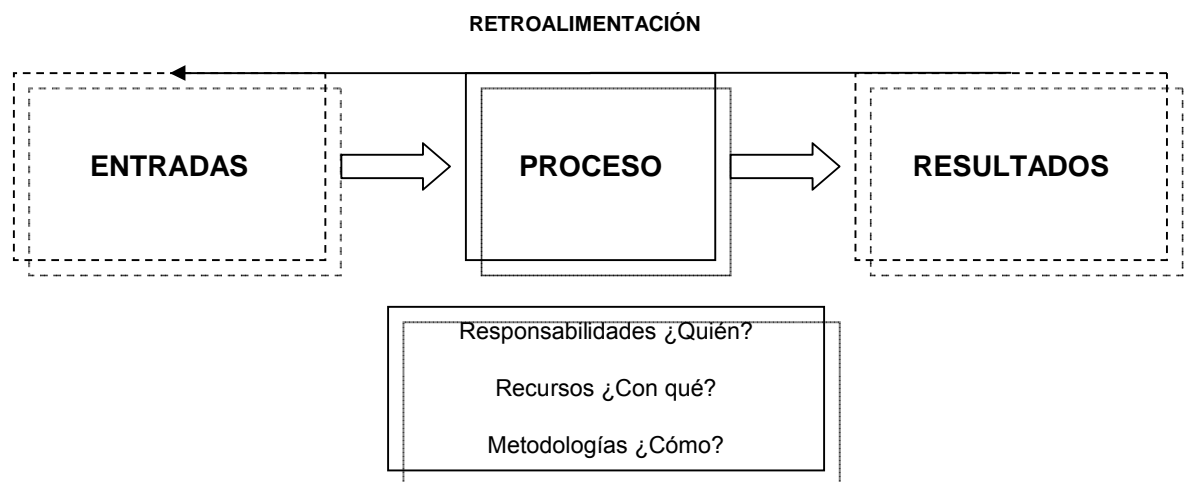 RETROALIMENTACIÓN
ENTRADAS
PROCESO
RESULTADOS
Responsabilidades ¿Quién?
Recursos ¿Con qué?
Metodologías ¿Cómo?